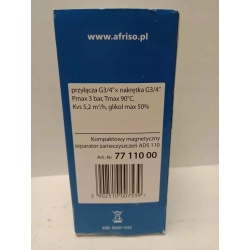 www.afriso.pl
przyłącza G3/4"× nakrętka G3/4"
Pmax 3 bar, Tmax 90°C,
Kvs 5,2 m³/h, glikol max 50%
Kompaktowy magnetyczny
separator zanieczyszczeń ADS 110
Art.-Nr 77 110 00